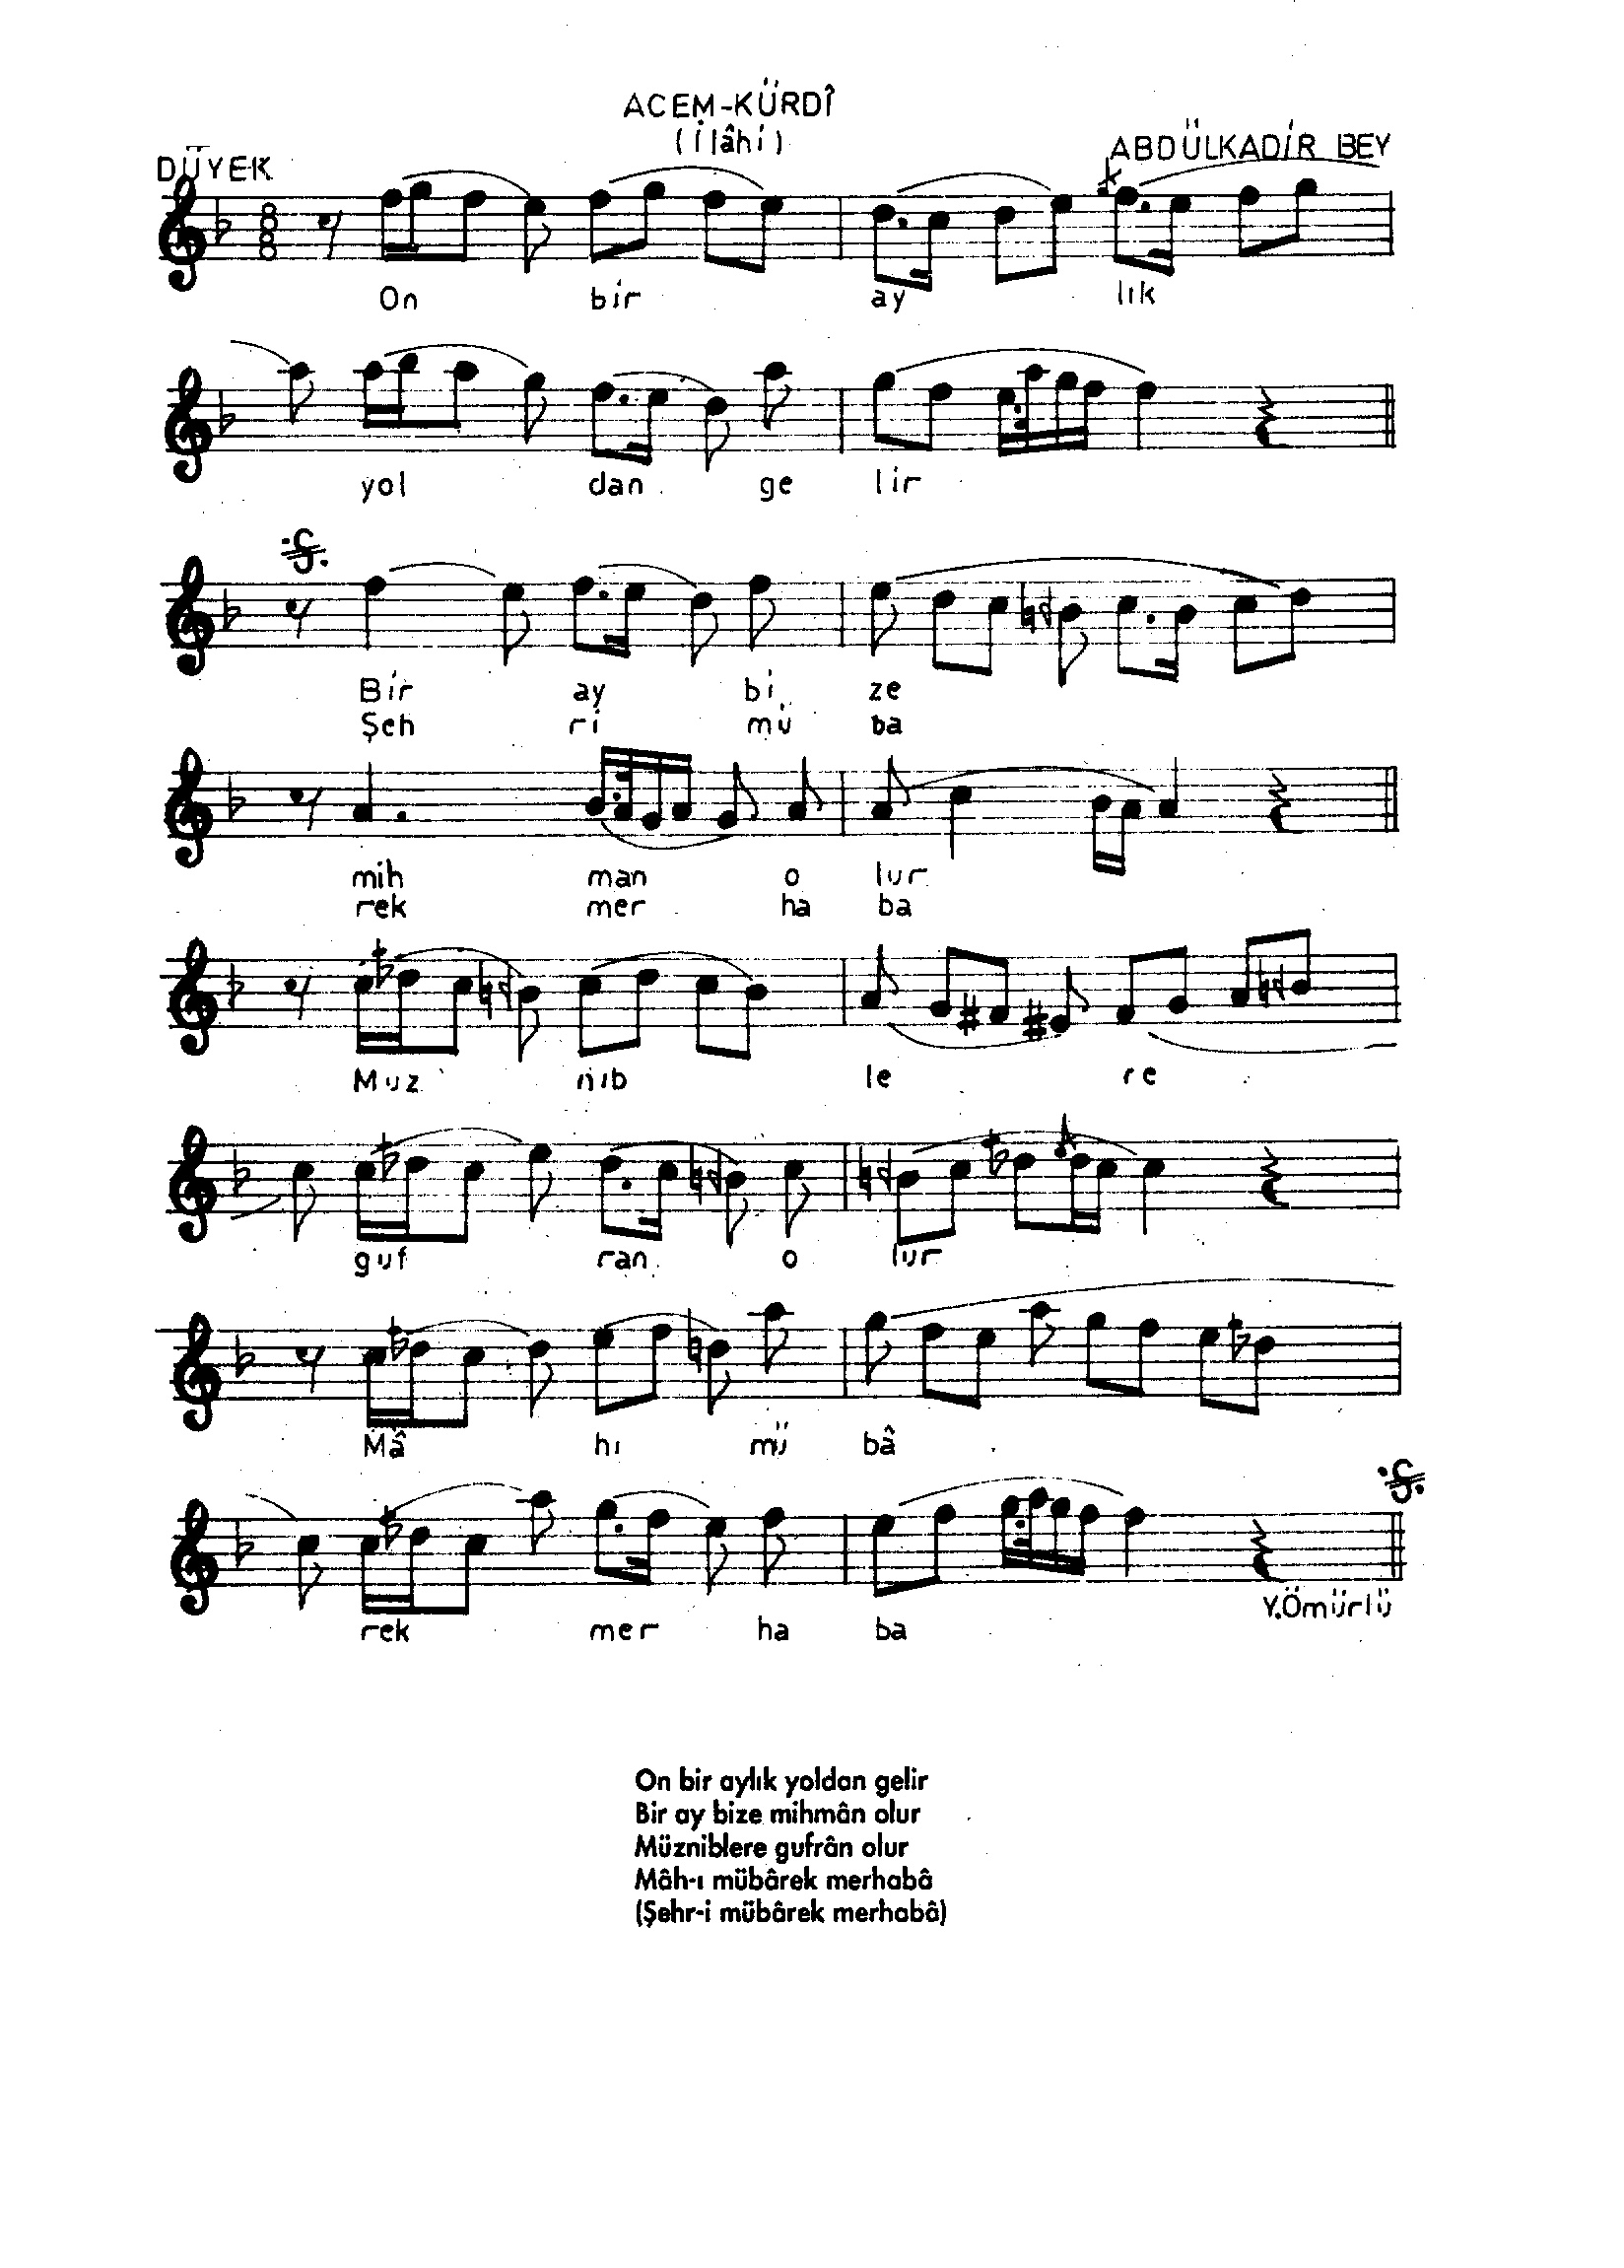 ACEM-KÜRDÎ
(İlâhi)
DÜYEK
ABDÜLKADİR BEY
8
8
On bir ay lık
yol dan ge lir
Bir ay bi ze
Şeh ri mü ba
mih man o lur
rek mer ha ba
Muz nib le re
guf ran o lur
Mâ hı mü bâ
rek mer ha ba
Y.Ömürlü
On bir aylık yoldan gelir
Bir ay bize mihmân olur
Müzniblere gufrân olur
Mâh-ı mübârek merhabâ
(Şehr-i mübârek merhabâ)